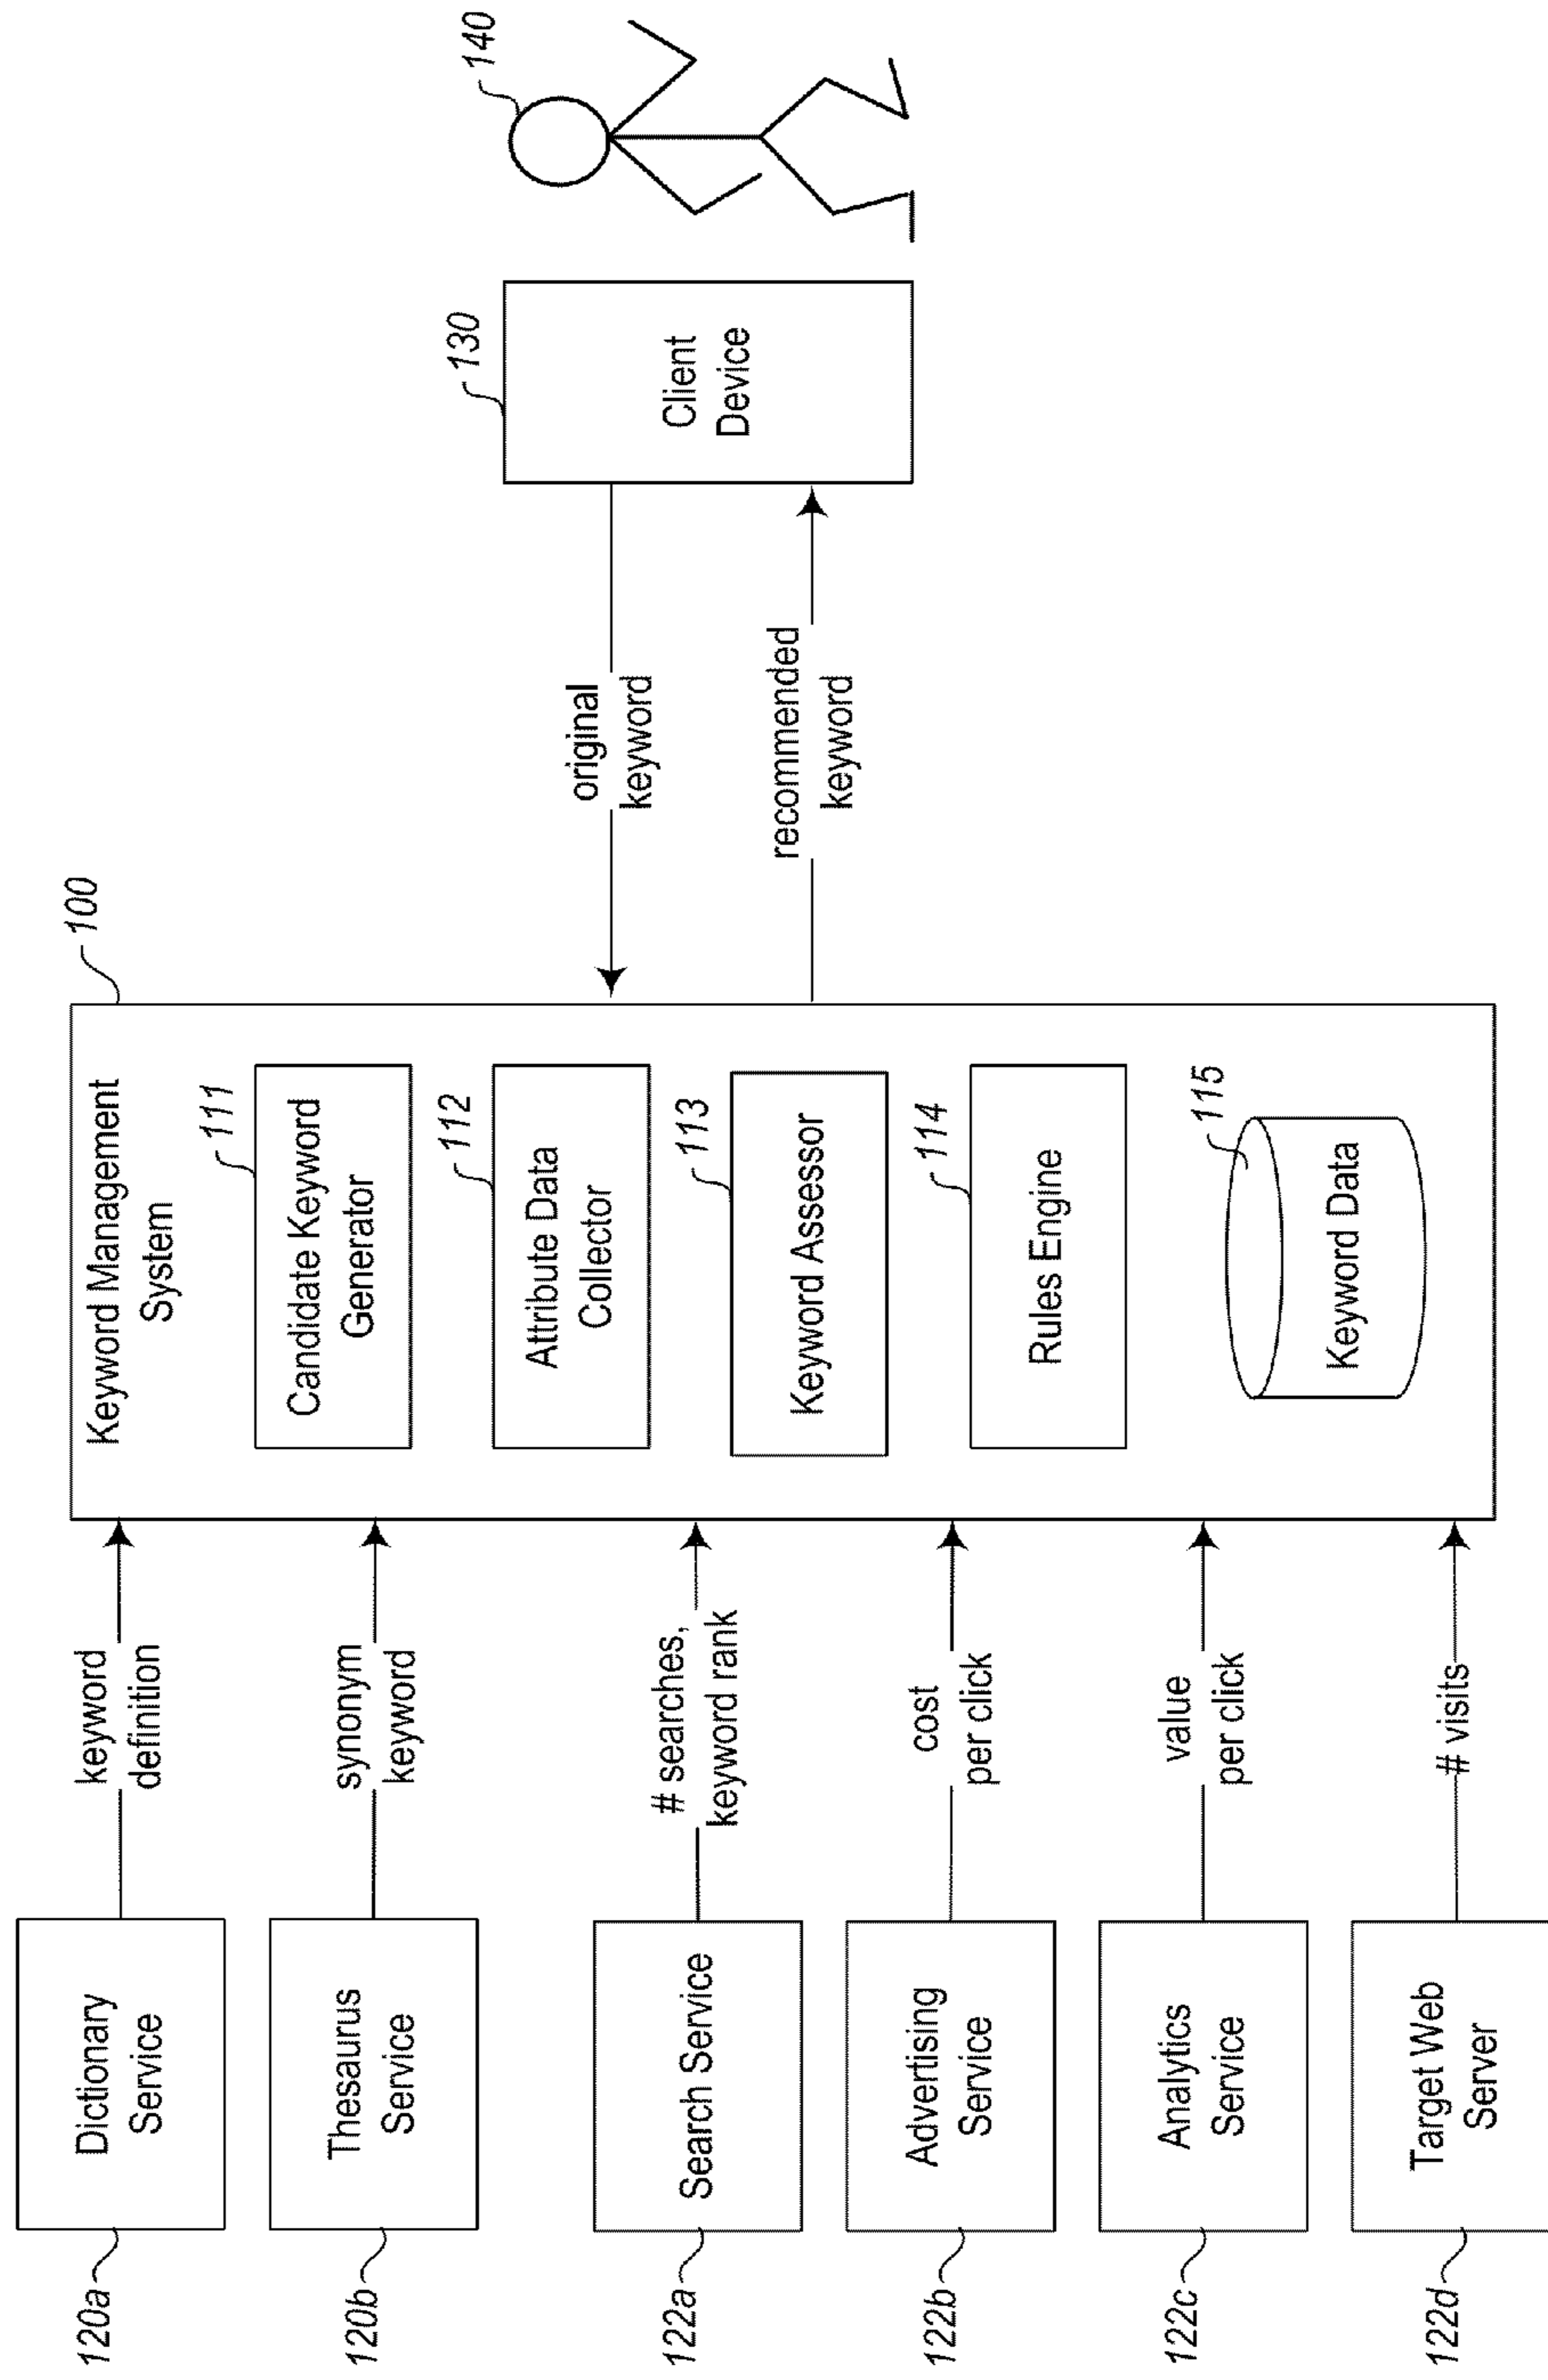 120a
Dictionary
Service
keyword
definition
120b
Thesaurus
Service
synonym
keyword
122a
Search Service
# searches,
keyword rank
122b
Advertising
Service
cost
per click
122c
Analytics
Service
value
per click
122d
Target Web
Server
# visits
100
Keyword Management
System
111
Candidate Keyword
Generator
112
Attribute Data
Collector
113
Keyword Assessor
114
Rules Engine
115
Keyword Data
original
keyword
recommended
keyword
130
Client
Device
140